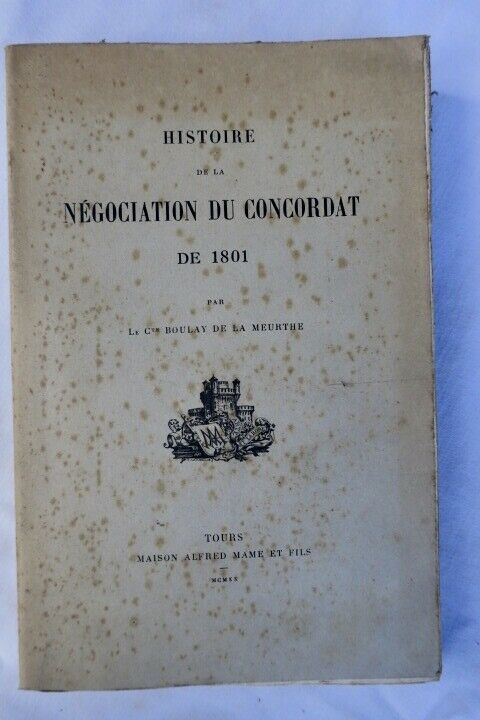 HISTOIRE
DE LA
NÉGOCIATION DU CONCORDAT
DE 1801
PAR
LE CTE BOULAY DE LA MEURTHE
TOURS
MAISON ALFRED MAME ET FILS
MCMXX